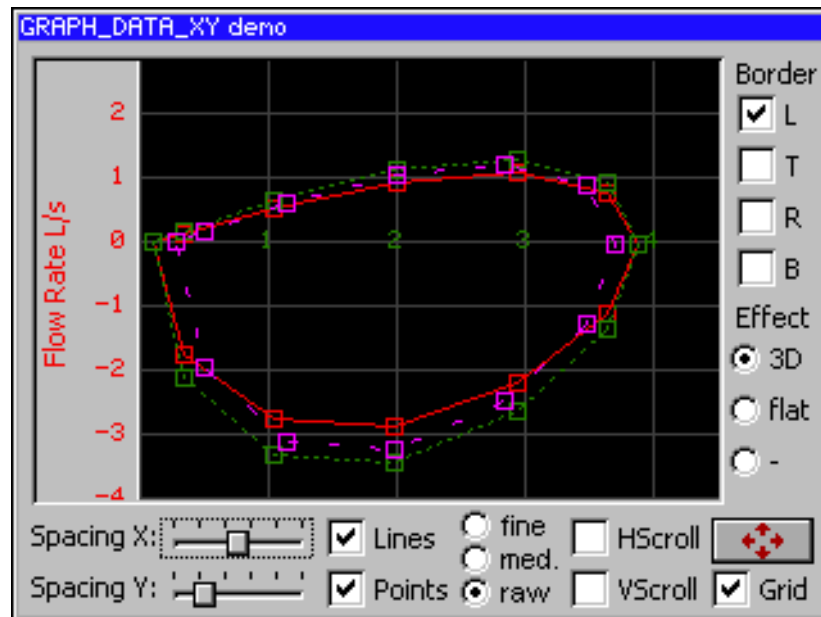 GRAPH_DATA_XY demo
Border
L
T
R
B
Effect
3D
flat
-
Flow Rate L/s
2
1
0
-1
-2
-3
-4
1 2 3 4
Spacing X:
Lines
fine
med.
raw
HScroll
Spacing Y:
Points
VScroll
Grid